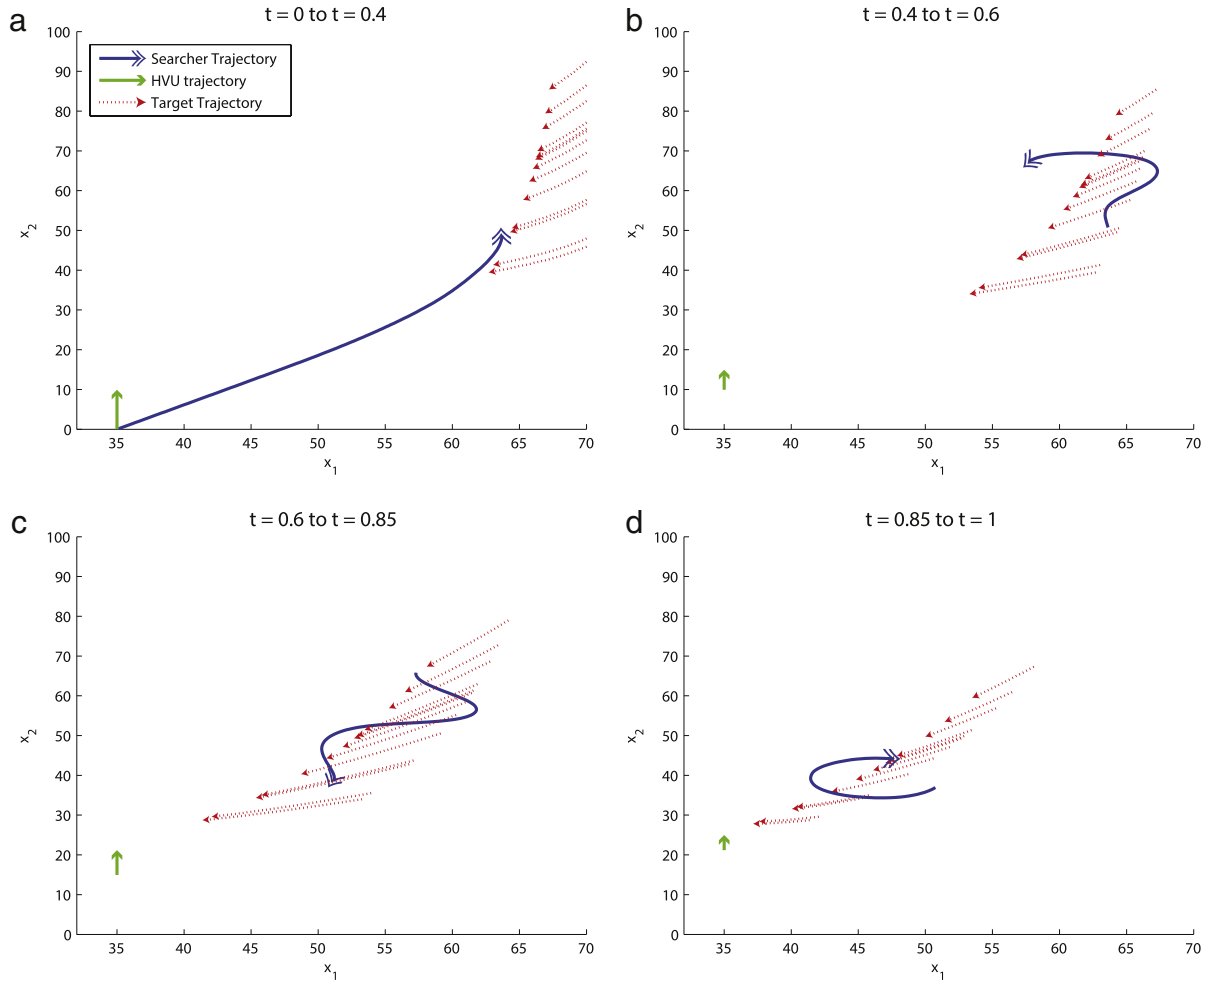 a
t = 0 to t = 0.4
100
90
80
70
60
50
40
30
20
10
0
x2
Searcher Trajectory
HVU trajectory
Target Trajectory
35 40 45 50 55 60 65 70
x1
b
t = 0.4 to t = 0.6
100
90
80
70
60
50
40
30
20
10
0
x2
35 40 45 50 55 60 65 70
x1
c
t = 0.6 to t = 0.85
100
90
80
70
60
50
40
30
20
10
0
x2
35 40 45 50 55 60 65 70
x1
d
t = 0.85 to t = 1
100
90
80
70
60
50
40
30
20
10
0
x2
35 40 45 50 55 60 65 70
x1